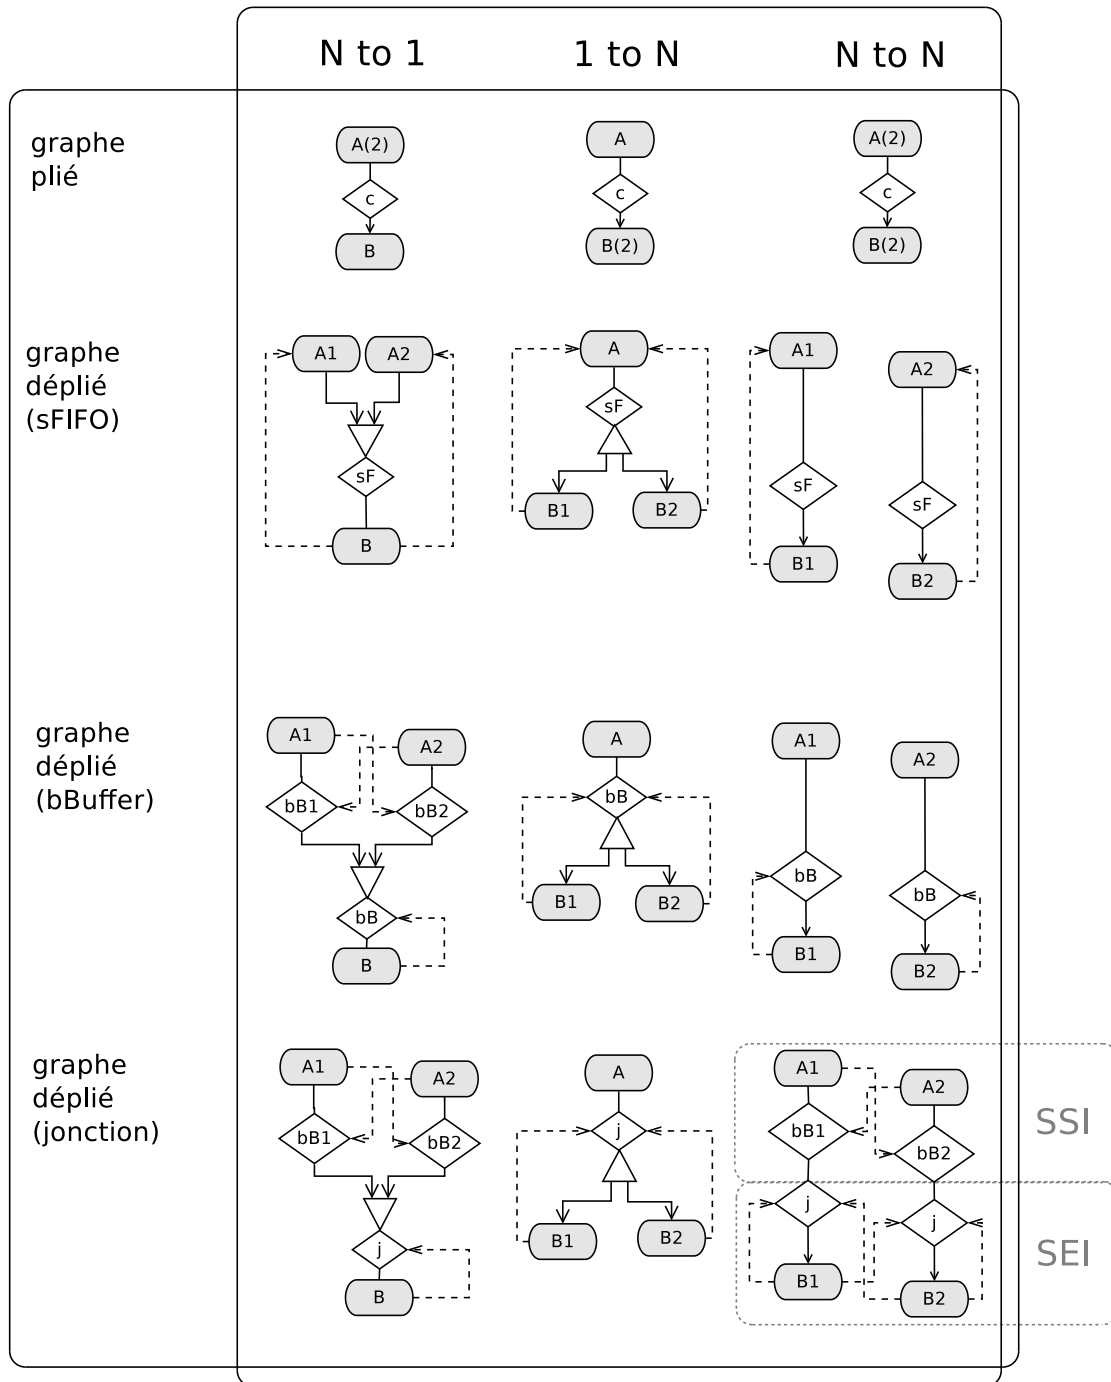 N to 1
1 to N
N to N
graphe
plié
A(2)
c
B
A
c
B(2)
A(2)
c
B(2)
graphe
déplié
(sFIFO)
A1
A2
sF
B
A
sF
B1
B2
A1
sF
B1
A2
sF
B2
graphe
déplié
(bBuffer)
A1
A2
bB1
bB2
bB
B
A
bB
B1
B2
A1
bB
B1
A2
bB
B2
graphe
déplié
(jonction)
A1
A2
bB1
bB2
j
B
A
j
B1
B2
A1
A2
bB1
bB2
j
j
B1
B2
SSI
SEI